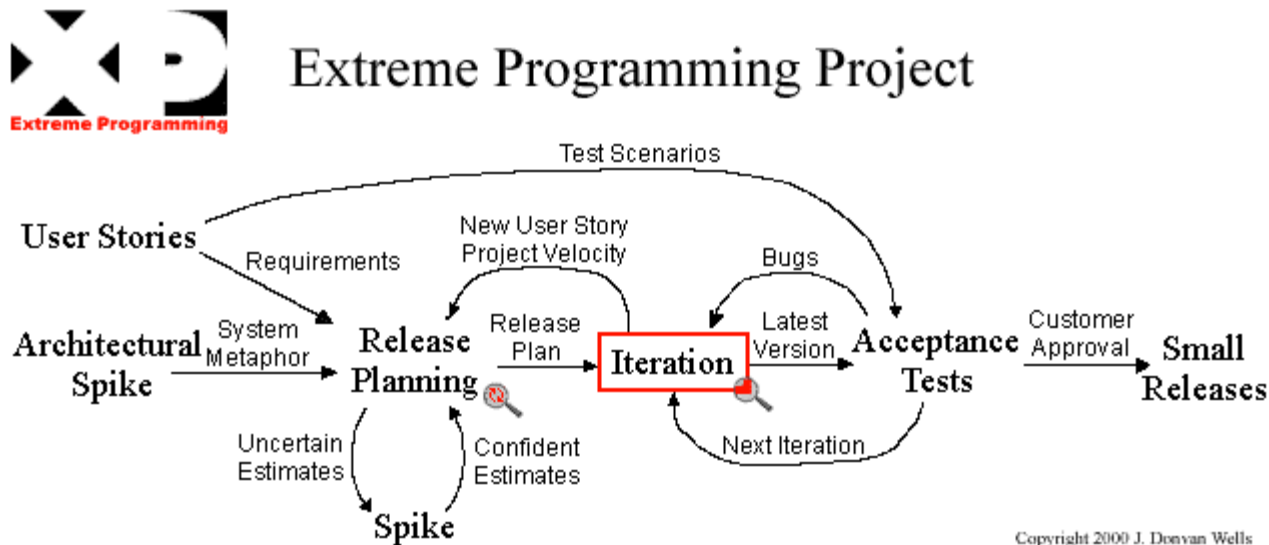 XP
Extreme Programming
Extreme Programming Project
Test Scenarios
User Stories
Requirements
New User Story
Project Velocity
Bugs
Architectural
Spike
System
Metaphor
Release
Planning
Release
Plan
Iteration
Latest
Version
Acceptance
Tests
Customer
Approval
Small
Releases
Uncertain
Estimates
Confident
Estimates
Next Iteration
Spike
Copyright 2000 J. Donvan Wells